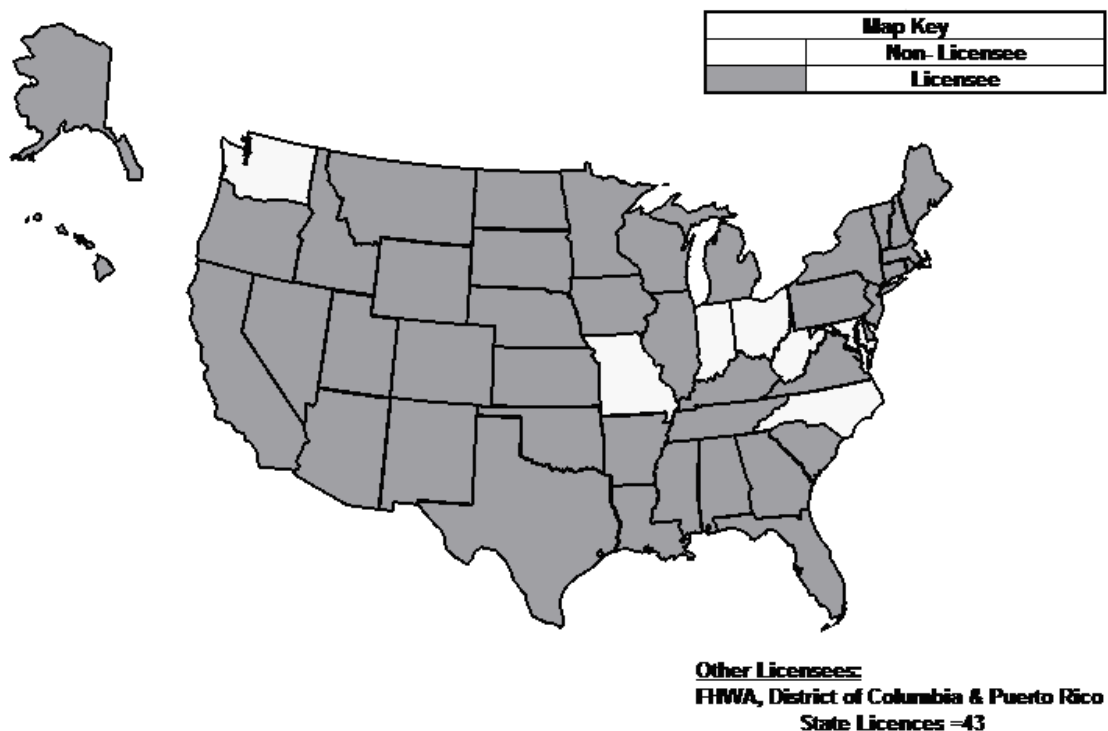 Map Key
Non- Licensee
Licensee
Other Licensees:
FHWA, District of Columbia & Puerto Rico
State Licences =43